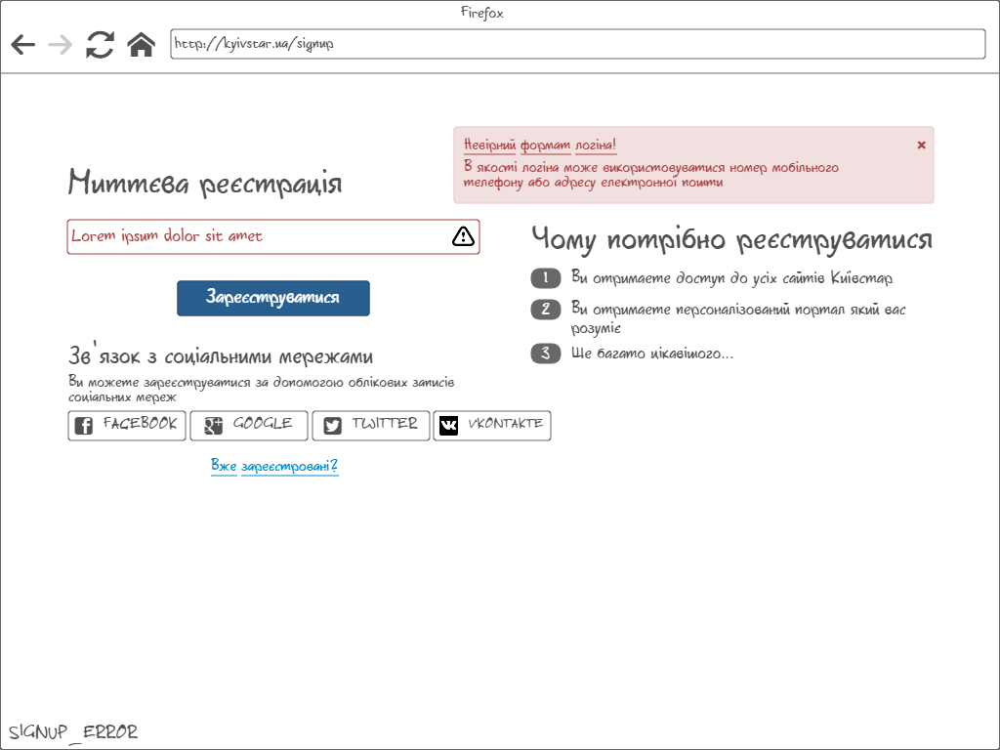 Firefox
http://kyivstar.ua/signup
Невірний формат логіна!
В якості логіна може використовуватися номер мобільного
телефону або адресу електронної пошти
Миттєва реєстрація
Lorem ipsum dolor sit amet
Зареєструватися
Зв'язок з соціальними мережами
Ви можете зареєструватися за допомогою облікових записів
соціальних мереж
FACEBOOK GOOGLE TWITTER VKONTAKTE
Вже зареєстровані?
Чому потрібно реєструватися
1 Ви отримаєте доступ до усіх сайтів Київстар
2 Ви отримаєте персоналізований портал який вас
розуміє
3 Ще багато цікавішого...
SIGNUP_ERROR